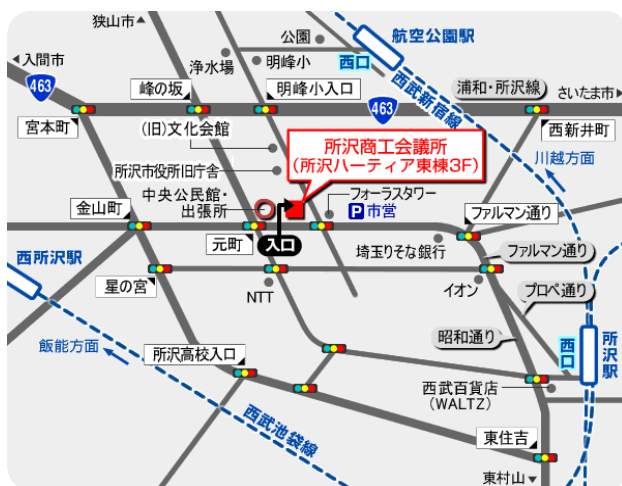 狭山市▲
公園
航空公園駅
浄水場
明峰小
西口
◀入間市
463
峰の坂
明峰小入口
463
西武新宿線
浦和・所沢線
さいたま市▶
宮本町
(旧)文化会館
所沢商工会議所
(所沢ハーティア東棟3F)
西新井町
川越方面
所沢市役所旧庁舎
中央公民館・
出張所
フォーラスタワー
P市営
金山町
元町
入口
ファルマン通り
埼玉りそな銀行
ファルマン通り
西所沢駅
星の宮
NTT
イオン
プロペ通り
飯能方面
所沢高校入口
昭和通り
西口
所沢駅
西武百貨店
(WALTZ)
西武池袋線
東住吉
東村山▼